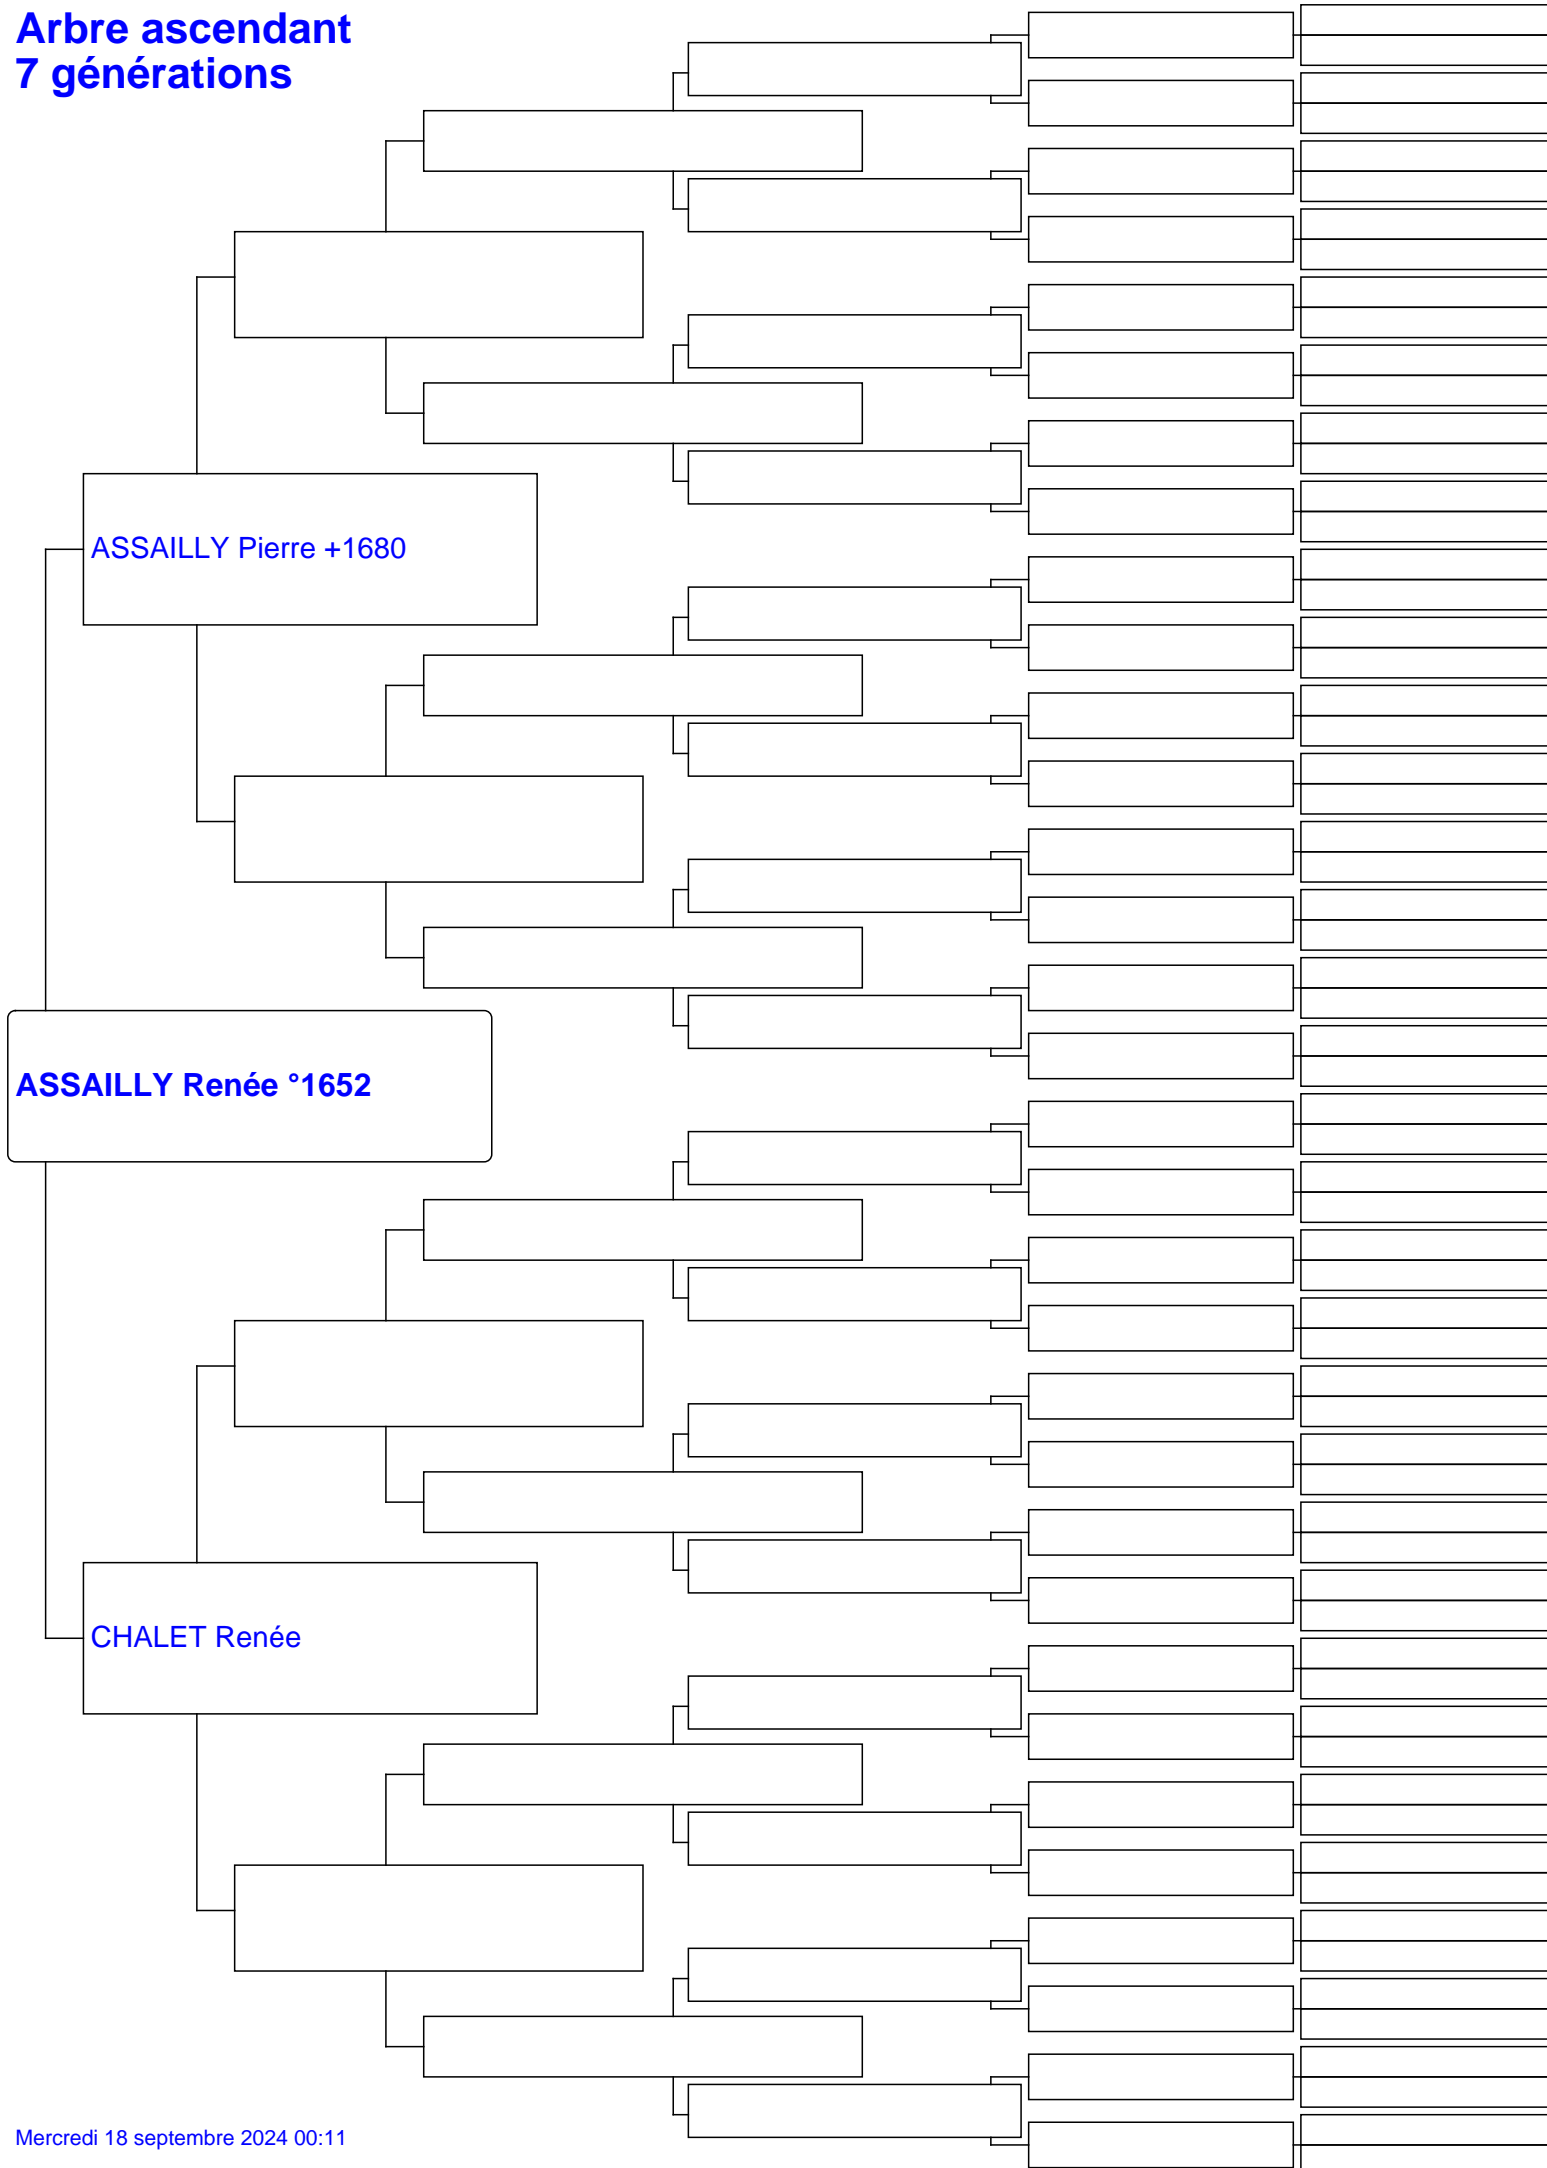 Arbre ascendant
7 générations
ASSAILLY Pierre +1680
ASSAILLY Renée °1652
CHALET Renée
Mercredi 18 septembre 2024 00:11